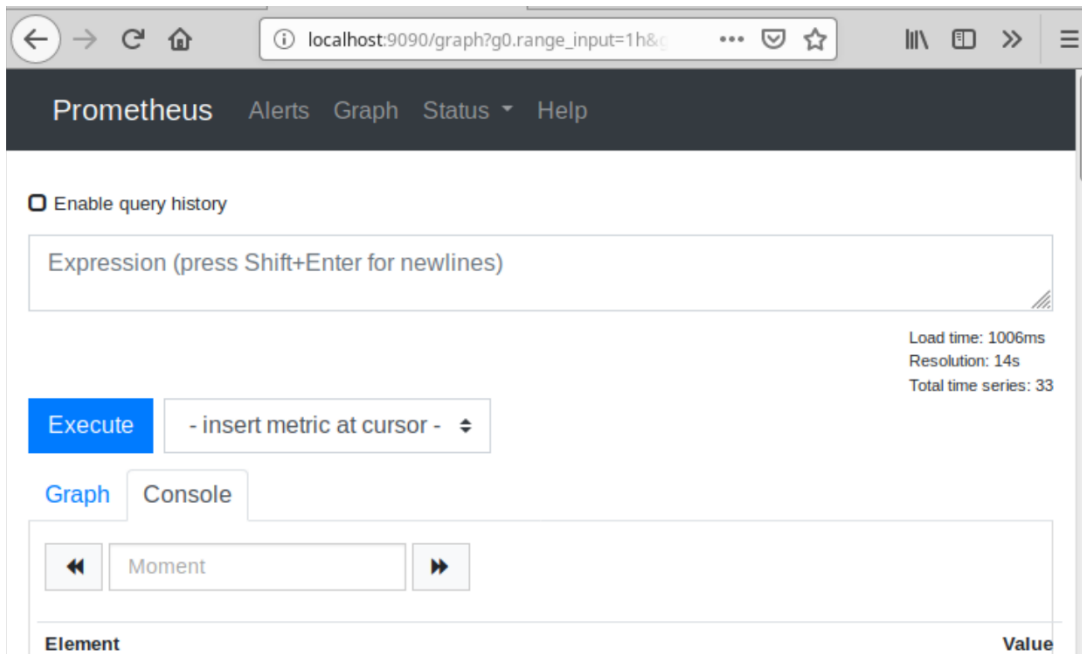 localhost:9090/graph?g0.range_input=1h&
Prometheus Alerts Graph Status Help
Enable query history
Expression (press Shift+Enter for newlines)
Load time: 1006ms
Resolution: 14s
Total time series: 33
Execute - insert metric at cursor -
Graph Console
Moment
Element Value